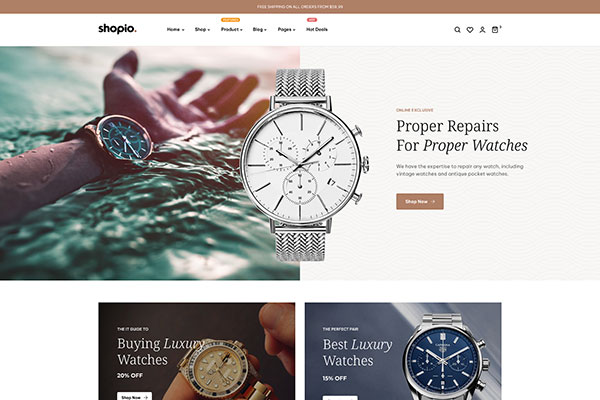 FREE SHIPPING ON ALL ORDERS FROM $59.99
shopio.
Home
Shop
Product
Blog
Pages
HOT
Hot Deals
ONLINE EXCLUSIVE
Proper Repairs
For Proper Watches
We have the expertise to repair any watch, including
vintage watches and antique pocket watches.
Shop Now
THE IT GUIDE TO
Buying Luxury
Watches
20% OFF
Shop Now
THE PERFECT PAIR
Best Luxury
Watches
15% OFF
Shop Now